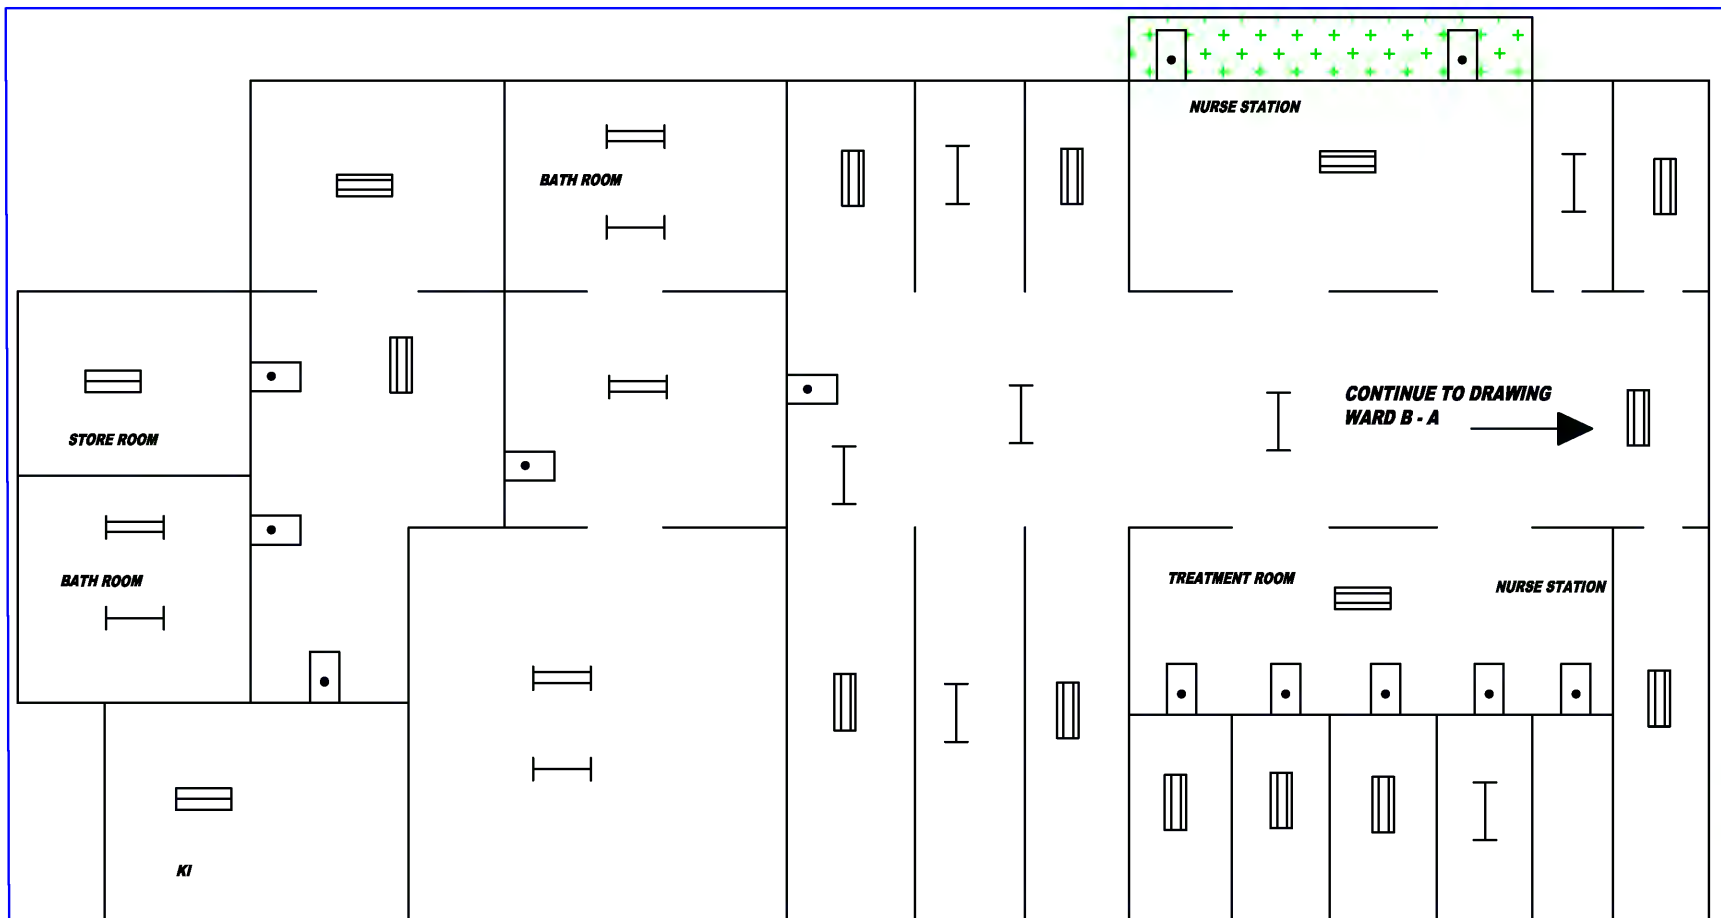 NURSE STATION
BATH ROOM
CONTINUE TO DRAWING
WARD B - A
STORE ROOM
BATH ROOM
TREATMENT ROOM
NURSE STATION
KI